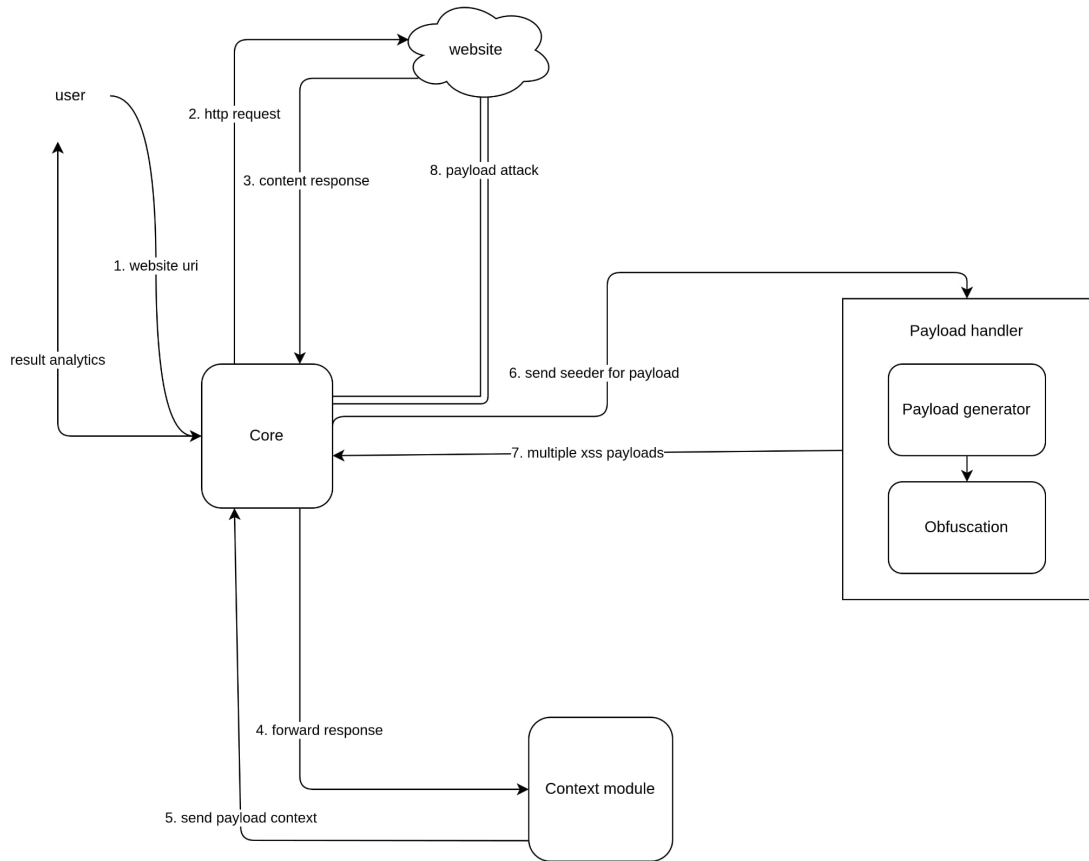 website
user
2. http request
3. content response
8. payload attack
1. website uri
Payload handler
result analytics
6. send seeder for payload
Payload generator
Core
7. multiple xss payloads
Obfuscation
4. forward response
Context module
5. send payload context